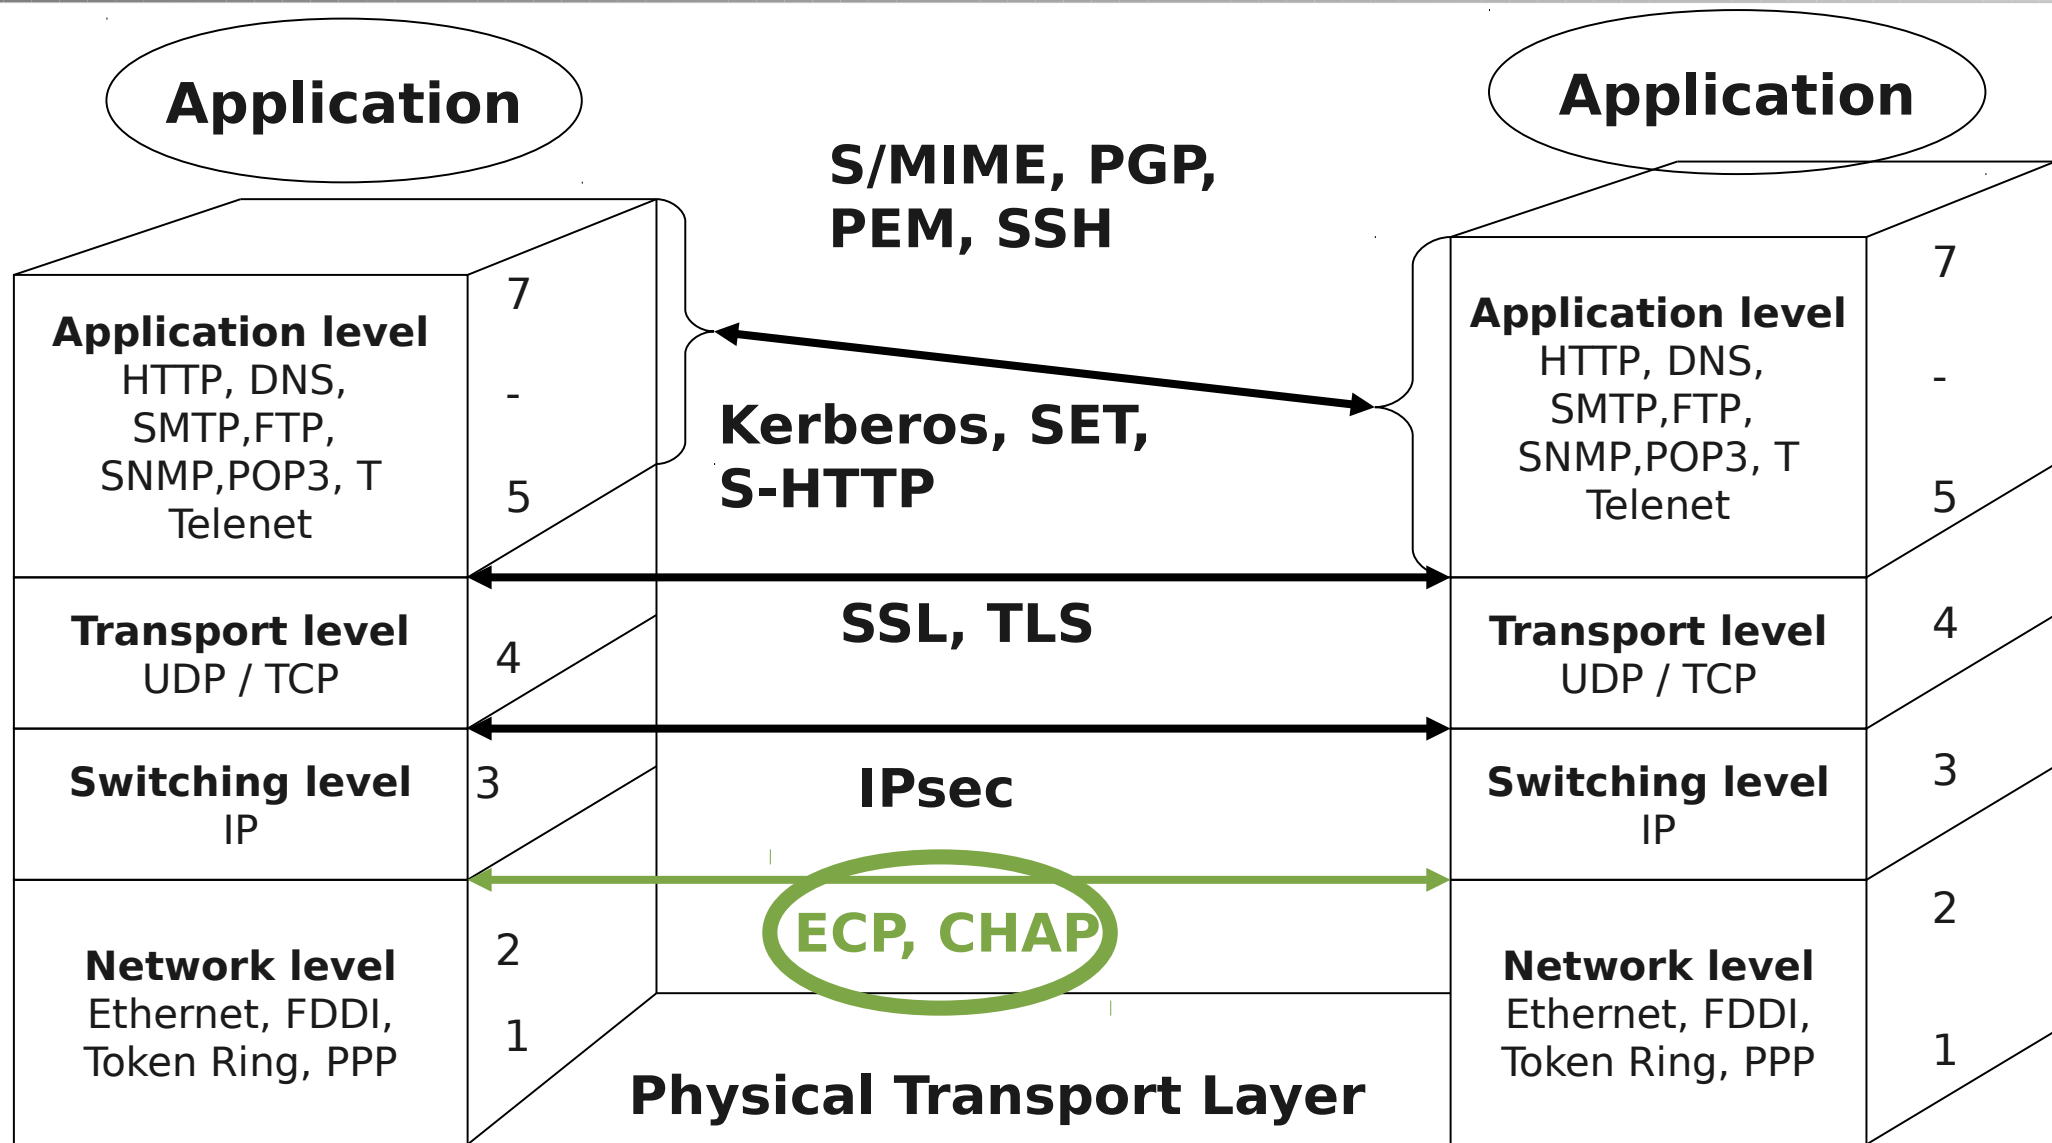 Application
Application level
HTTP, DNS,
SMTP,FTP,
SNMP,POP3, T
Telenet
7
-
5
Transport level
UDP / TCP
4
Switching level
IP
3
Network level
Ethernet, FDDI,
Token Ring, PPP
2
1
S/MIME, PGP,
PEM, SSH
Kerberos, SET,
S-HTTP
SSL, TLS
IPsec
ECP, CHAP
Physical Transport Layer
Application
Application level
HTTP, DNS,
SMTP,FTP,
SNMP,POP3, T
Telenet
7
-
5
Transport level
UDP / TCP
4
Switching level
IP
3
Network level
Ethernet, FDDI,
Token Ring, PPP
2
1